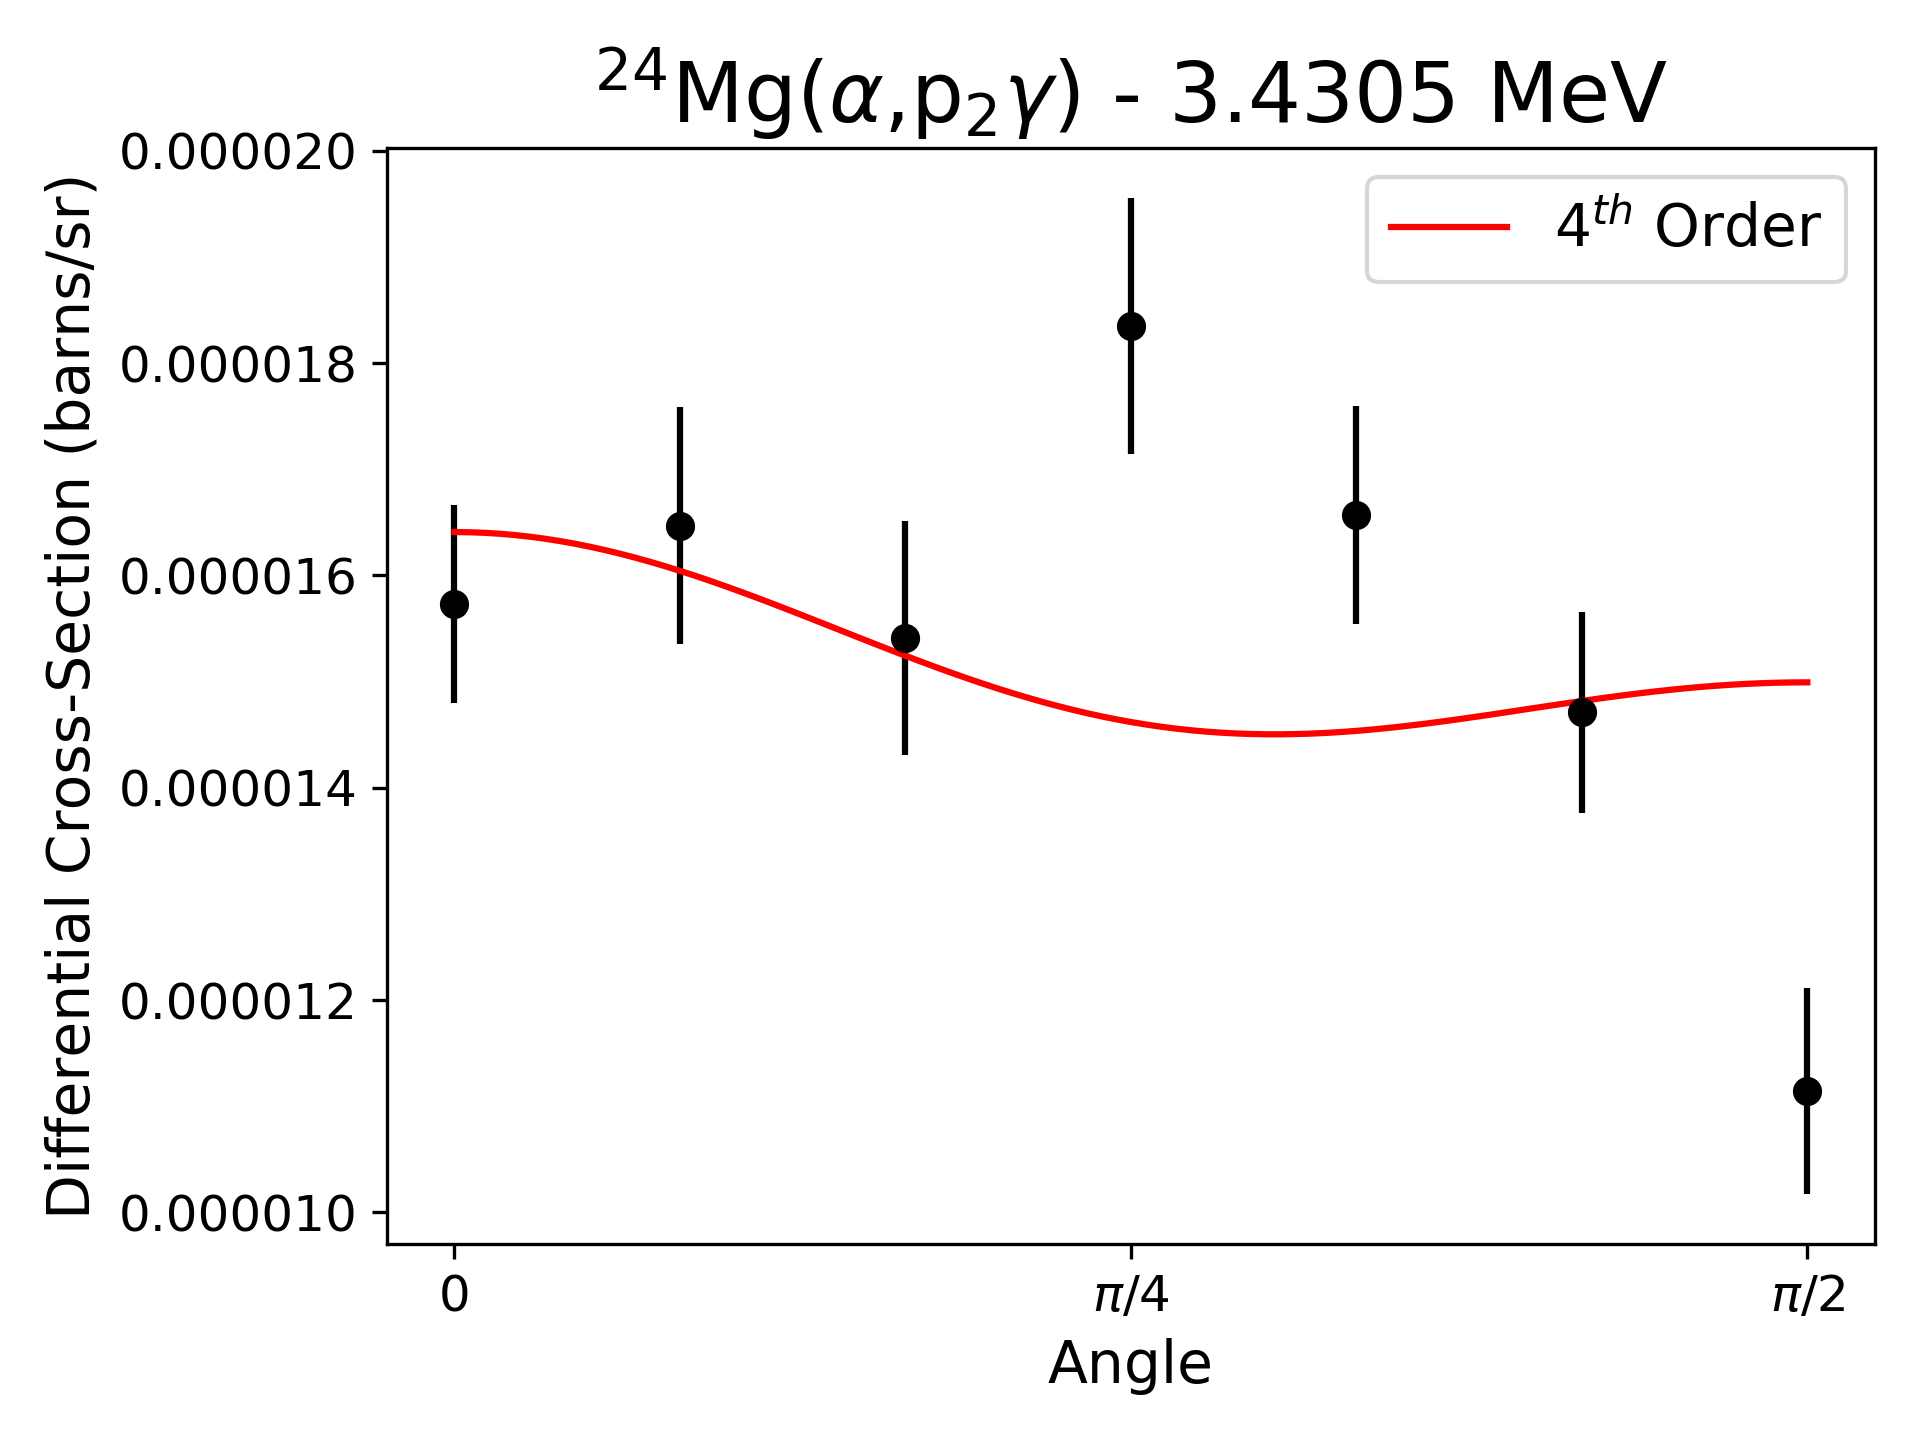 ²⁴Mg(α,p₂γ) - 3.4305 MeV
4ᵗʰ Order
Differential Cross-Section (barns/sr)
0.000020
0.000018
0.000016
0.000014
0.000012
0.000010
0 π/4 π/2
Angle